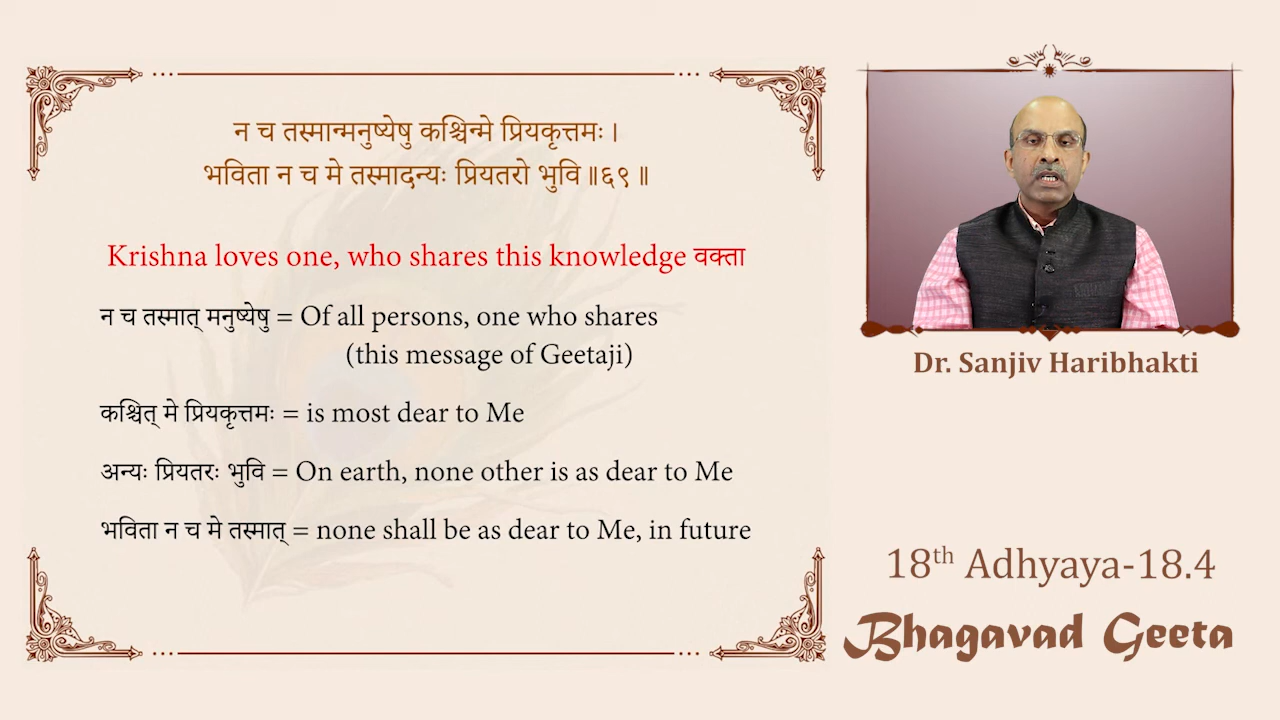 न च तस्मान्मनुष्येषु कश्चिन्मे प्रियकृत्तमः ।
भविता न च मे तस्मादन्यः प्रियतरो भुवि ॥६९॥
Krishna loves one, who shares this knowledge वक्ता
न च तस्मात् मनुष्येषु = Of all persons, one who shares
(this message of Geetaji)
कश्चित् मे प्रियकृत्तमः = is most dear to Me
अन्यः प्रियतरः भुवि = On earth, none other is as dear to Me
भविता न च मे तस्मात् = none shall be as dear to Me, in future
Dr. Sanjiv Haribhakti
18th Adhyaya-18.4
Bhagavad Geeta